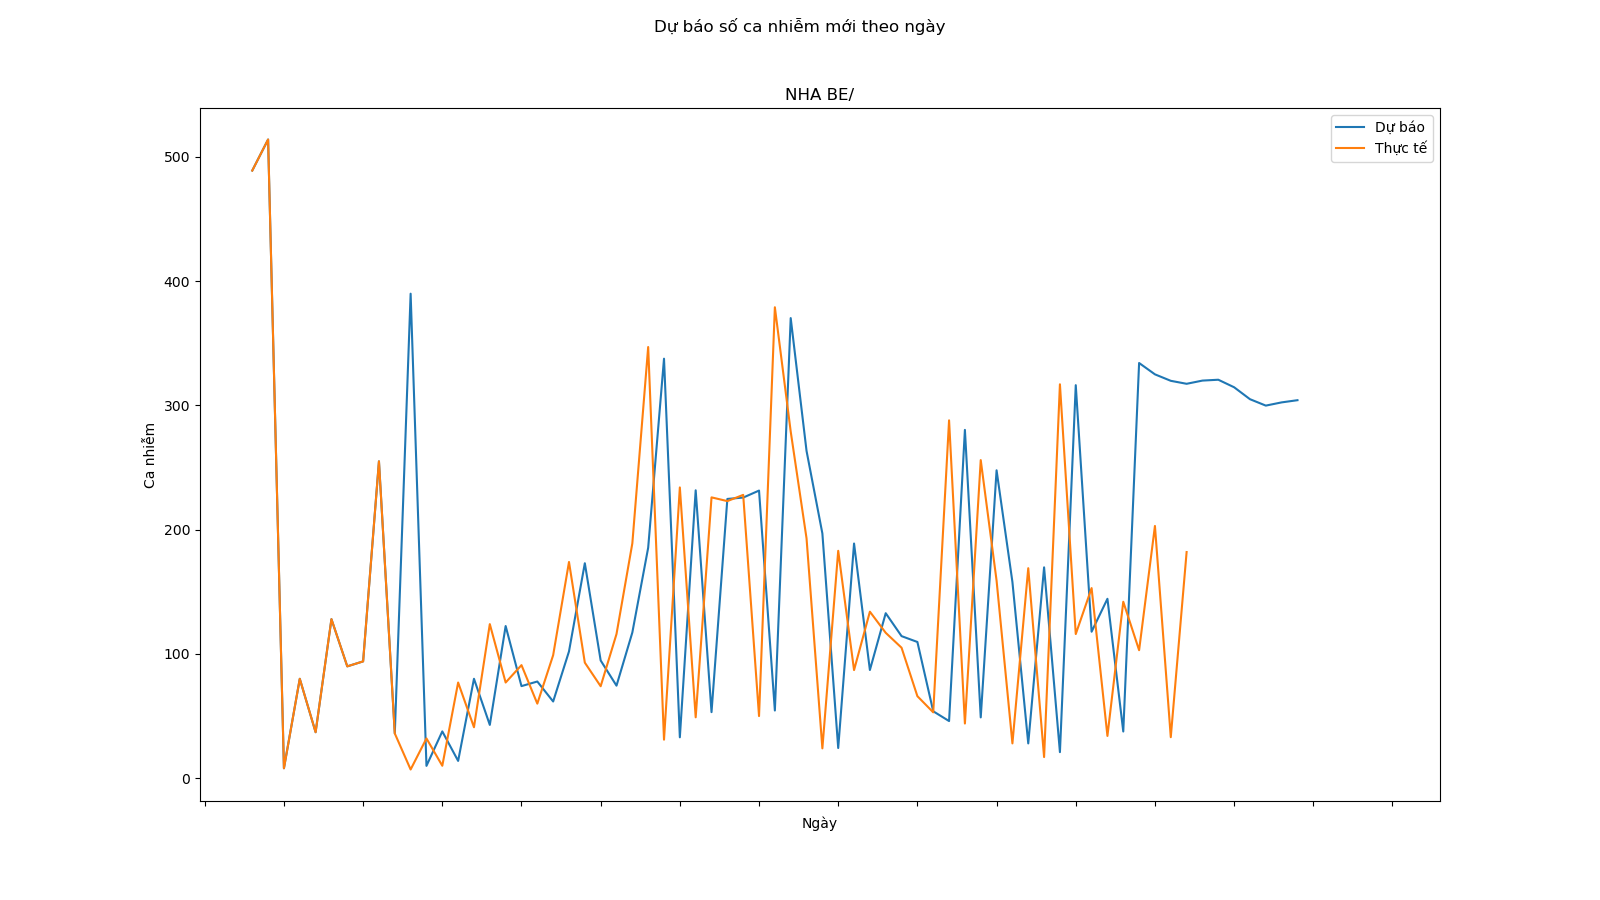 Dự báo số ca nhiễm mới theo ngày
NHA BE/
Dự báo
Thực tế
500
400
300
200
100
0
Ca nhiễm
Ngày